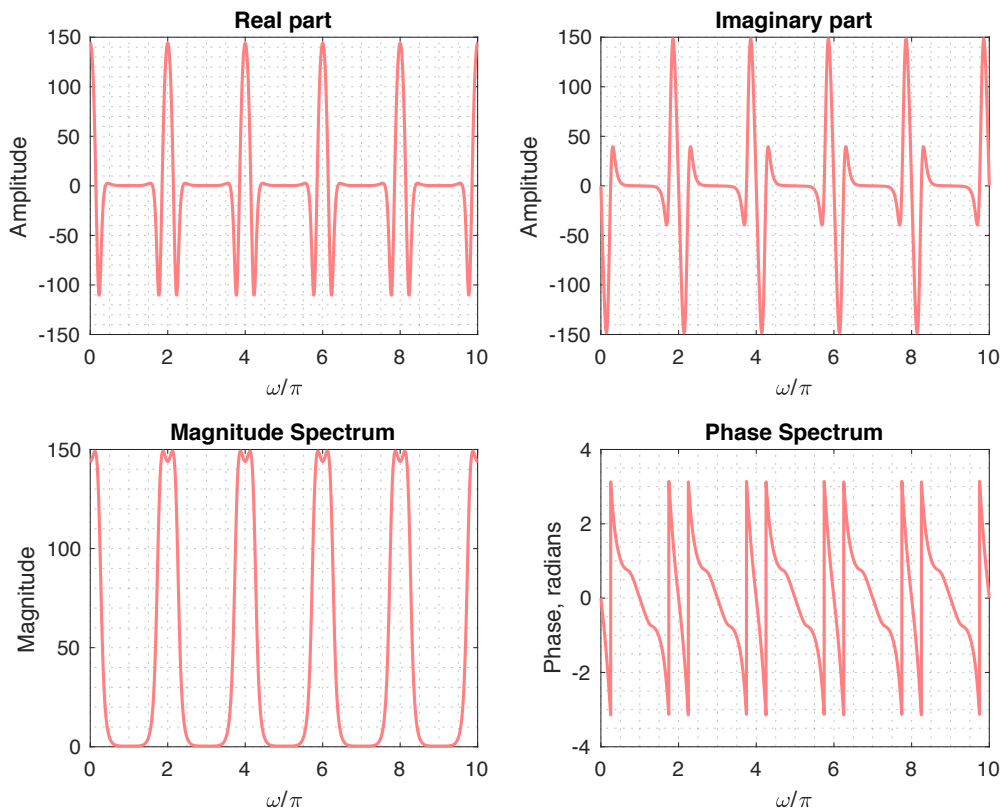 Real part
Amplitude
150
100
50
0
-50
-100
-150
0 2 4 6 8 10
ω/π
Imaginary part
Amplitude
150
100
50
0
-50
-100
-150
0 2 4 6 8 10
ω/π
Magnitude Spectrum
Magnitude
150
100
50
0
0 2 4 6 8 10
ω/π
Phase Spectrum
Phase, radians
4
2
0
-2
-4
0 2 4 6 8 10
ω/π